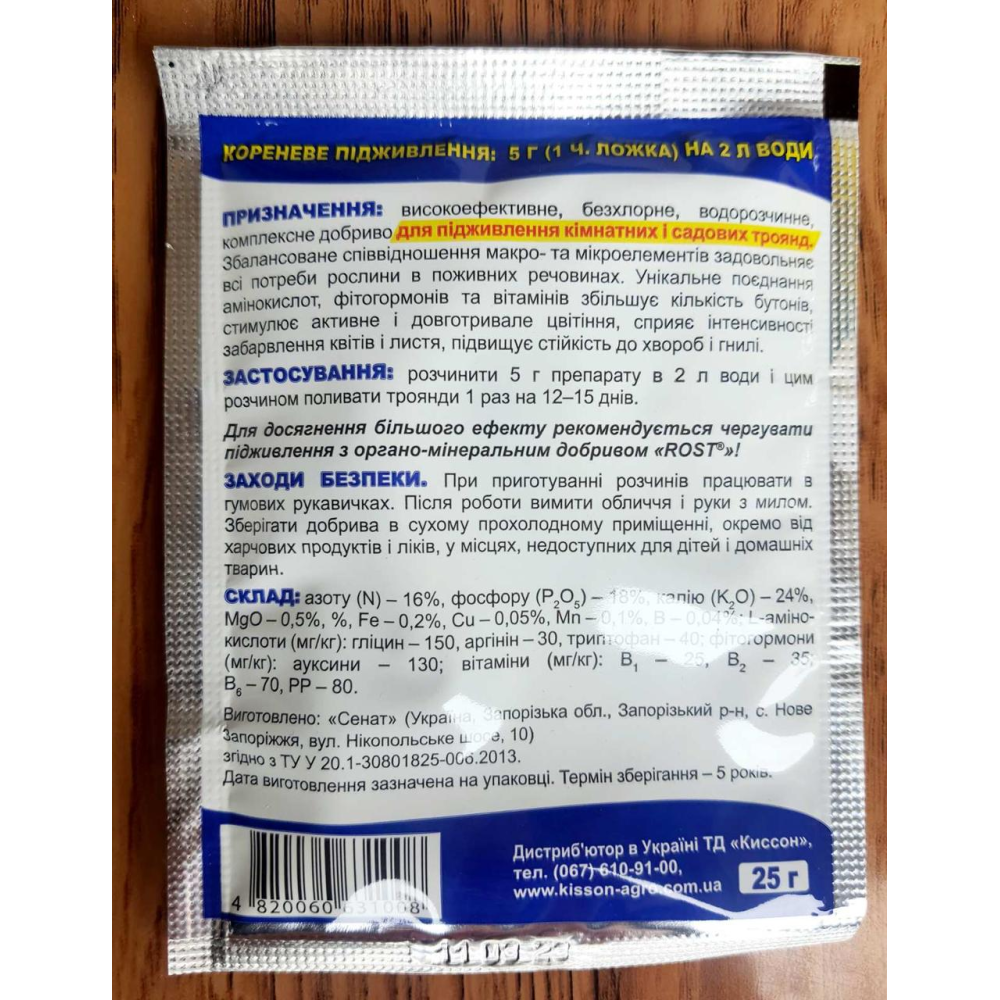 КОРЕНЕВЕ ПІДЖИВЛЕННЯ: 5 Г (1 Ч. ЛОЖКА) НА 2 Л ВОДИ
ПРИЗНАЧЕННЯ: високоефективне, безхлорне, водорозчинне,
комплексне добриво для підживлення кімнатних і садових троянд.
Збалансоване співвідношення макро- та мікроелементів задовольняє
всі потреби рослини в поживних речовинах. Унікальне поєднання
амінокислот, фітогормонів та вітамінів збільшує кількість бутонів,
стимулює активне і довготривале цвітіння, сприяє інтенсивності
забарвлення квітів і листя, підвищує стійкість до хвороб і гнилі.
ЗАСТОСУВАННЯ: розчинити 5 г препарату в 2 л води і цим
розчином поливати троянди 1 раз на 12–15 днів.
Для досягнення більшого ефекту рекомендується чергувати
підживлення з органо-мінеральним добривом «ROST®»!
ЗАХОДИ БЕЗПЕКИ. При приготуванні розчинів працювати в
гумових рукавичках. Після роботи вимити обличчя і руки з милом.
Зберігати добрива в сухому прохолодному приміщенні, окремо від
харчових продуктів і ліків, у місцях, недоступних для дітей і домашніх
тварин.
СКЛАД: азоту (N) – 16%, фосфору (P₂O₅) – 18%, калію (K₂O) – 24%,
MgO – 0,5%, %, Fe – 0,2%, Cu – 0,05%, Mn – 0,1%, B – 0,04%; L-аміно-
кислоти (мг/кг): гліцин – 150, аргінін – 30, триптофан – 40; фітогормони
(мг/кг): ауксини – 130; вітаміни (мг/кг): B₁ – 25, B₂ – 35;
B₆ – 70, PP – 80.
Виготовлено: «Сенат» (Україна, Запорізька обл., Запорізький р-н, с. Нове
Запоріжжя, вул. Нікопольське шосе, 10)
згідно з ТУ У 20.1-30801825-006.2013.
Дата виготовлення зазначена на упаковці. Термін зберігання – 5 років.
Дистриб'ютор в Україні ТД «Киссон»,
тел. (067) 610-91-00,
www.kisson-agro.com.ua
25 г
4 820060 631008